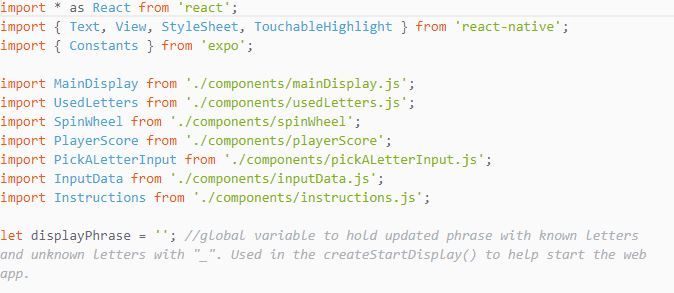 import * as React from 'react';
import { Text, View, StyleSheet, TouchableHighlight } from 'react-native';
import { Constants } from 'expo';

import MainDisplay from './components/mainDisplay.js';
import UsedLetters from './components/usedLetters.js';
import SpinWheel from './components/spinWheel';
import PlayerScore from './components/playerScore';
import PickALetterInput from './components/pickALetterInput.js';
import InputData from './components/inputData.js';
import Instructions from './components/instructions.js';

let displayPhrase = ''; //global variable to hold updated phrase with known letters
and unknown letters with "_". Used in the createStartDisplay() to help start the web
app.